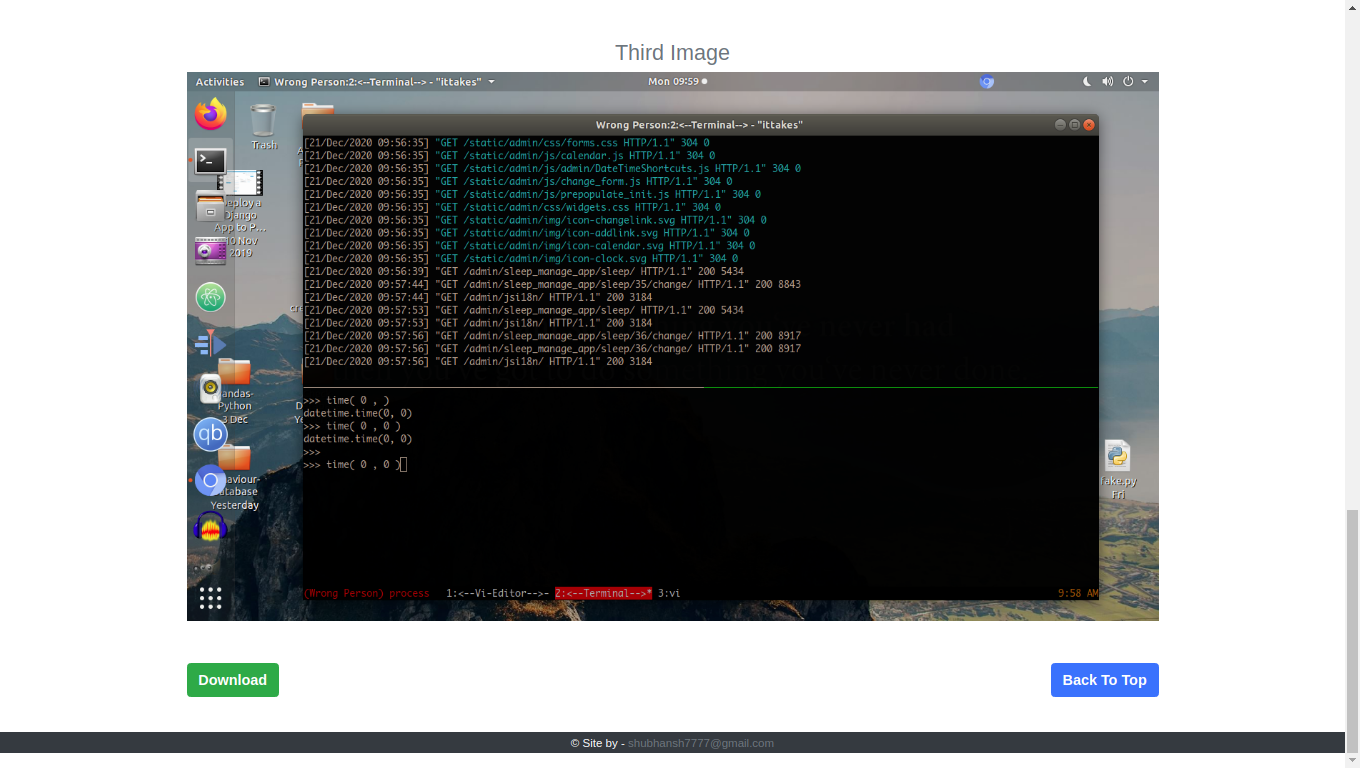 Third Image
Activities
Wrong Person:2:<--Terminal--> - "ittakes"
Mon 09:59
Trash
Wrong Person:2:<--Terminal--> - "ittakes"
[21/Dec/2020 09:56:35] "GET /static/admin/css/forms.css HTTP/1.1" 304 0
[21/Dec/2020 09:56:35] "GET /static/admin/js/calendar.js HTTP/1.1" 304 0
[21/Dec/2020 09:56:35] "GET /static/admin/js/admin/DateTimeShortcuts.js HTTP/1.1" 304 0
[21/Dec/2020 09:56:35] "GET /static/admin/js/change_form.js HTTP/1.1" 304 0
[21/Dec/2020 09:56:35] "GET /static/admin/js/prepopulate_init.js HTTP/1.1" 304 0
[21/Dec/2020 09:56:35] "GET /static/admin/css/widgets.css HTTP/1.1" 304 0
[21/Dec/2020 09:56:35] "GET /static/admin/img/icon-changelink.svg HTTP/1.1" 304 0
[21/Dec/2020 09:56:35] "GET /static/admin/img/icon-addlink.svg HTTP/1.1" 304 0
[21/Dec/2020 09:56:35] "GET /static/admin/img/icon-calendar.svg HTTP/1.1" 304 0
[21/Dec/2020 09:56:35] "GET /static/admin/img/icon-clock.svg HTTP/1.1" 304 0
[21/Dec/2020 09:56:39] "GET /admin/sleep_manage_app/sleep/ HTTP/1.1" 200 5434
[21/Dec/2020 09:57:44] "GET /admin/sleep_manage_app/sleep/35/change/ HTTP/1.1" 200 8843
[21/Dec/2020 09:57:44] "GET /admin/jsi18n/ HTTP/1.1" 200 3184
[21/Dec/2020 09:57:53] "GET /admin/sleep_manage_app/sleep/ HTTP/1.1" 200 5434
[21/Dec/2020 09:57:53] "GET /admin/jsi18n/ HTTP/1.1" 200 3184
[21/Dec/2020 09:57:56] "GET /admin/sleep_manage_app/sleep/36/change/ HTTP/1.1" 200 8917
[21/Dec/2020 09:57:56] "GET /admin/sleep_manage_app/sleep/36/change/ HTTP/1.1" 200 8917
[21/Dec/2020 09:57:56] "GET /admin/jsi18n/ HTTP/1.1" 200 3184
>>> time( 0 , )
datetime.time(0, 0)
>>> time( 0 , 0 )
datetime.time(0, 0)
>>>
>>> time( 0 , 0 )
(Wrong Person) process 1:<--Vi-Editor-->- 2:<--Terminal-->* 3:vi
9:58 AM
eploy a
Django
App to P...
10 Nov
2019
andas-
Python
3 Dec
qb
aviour-
atabase
Yesterday
fake.py
Fri
Download
Back To Top
© Site by - shubhansh7777@gmail.com